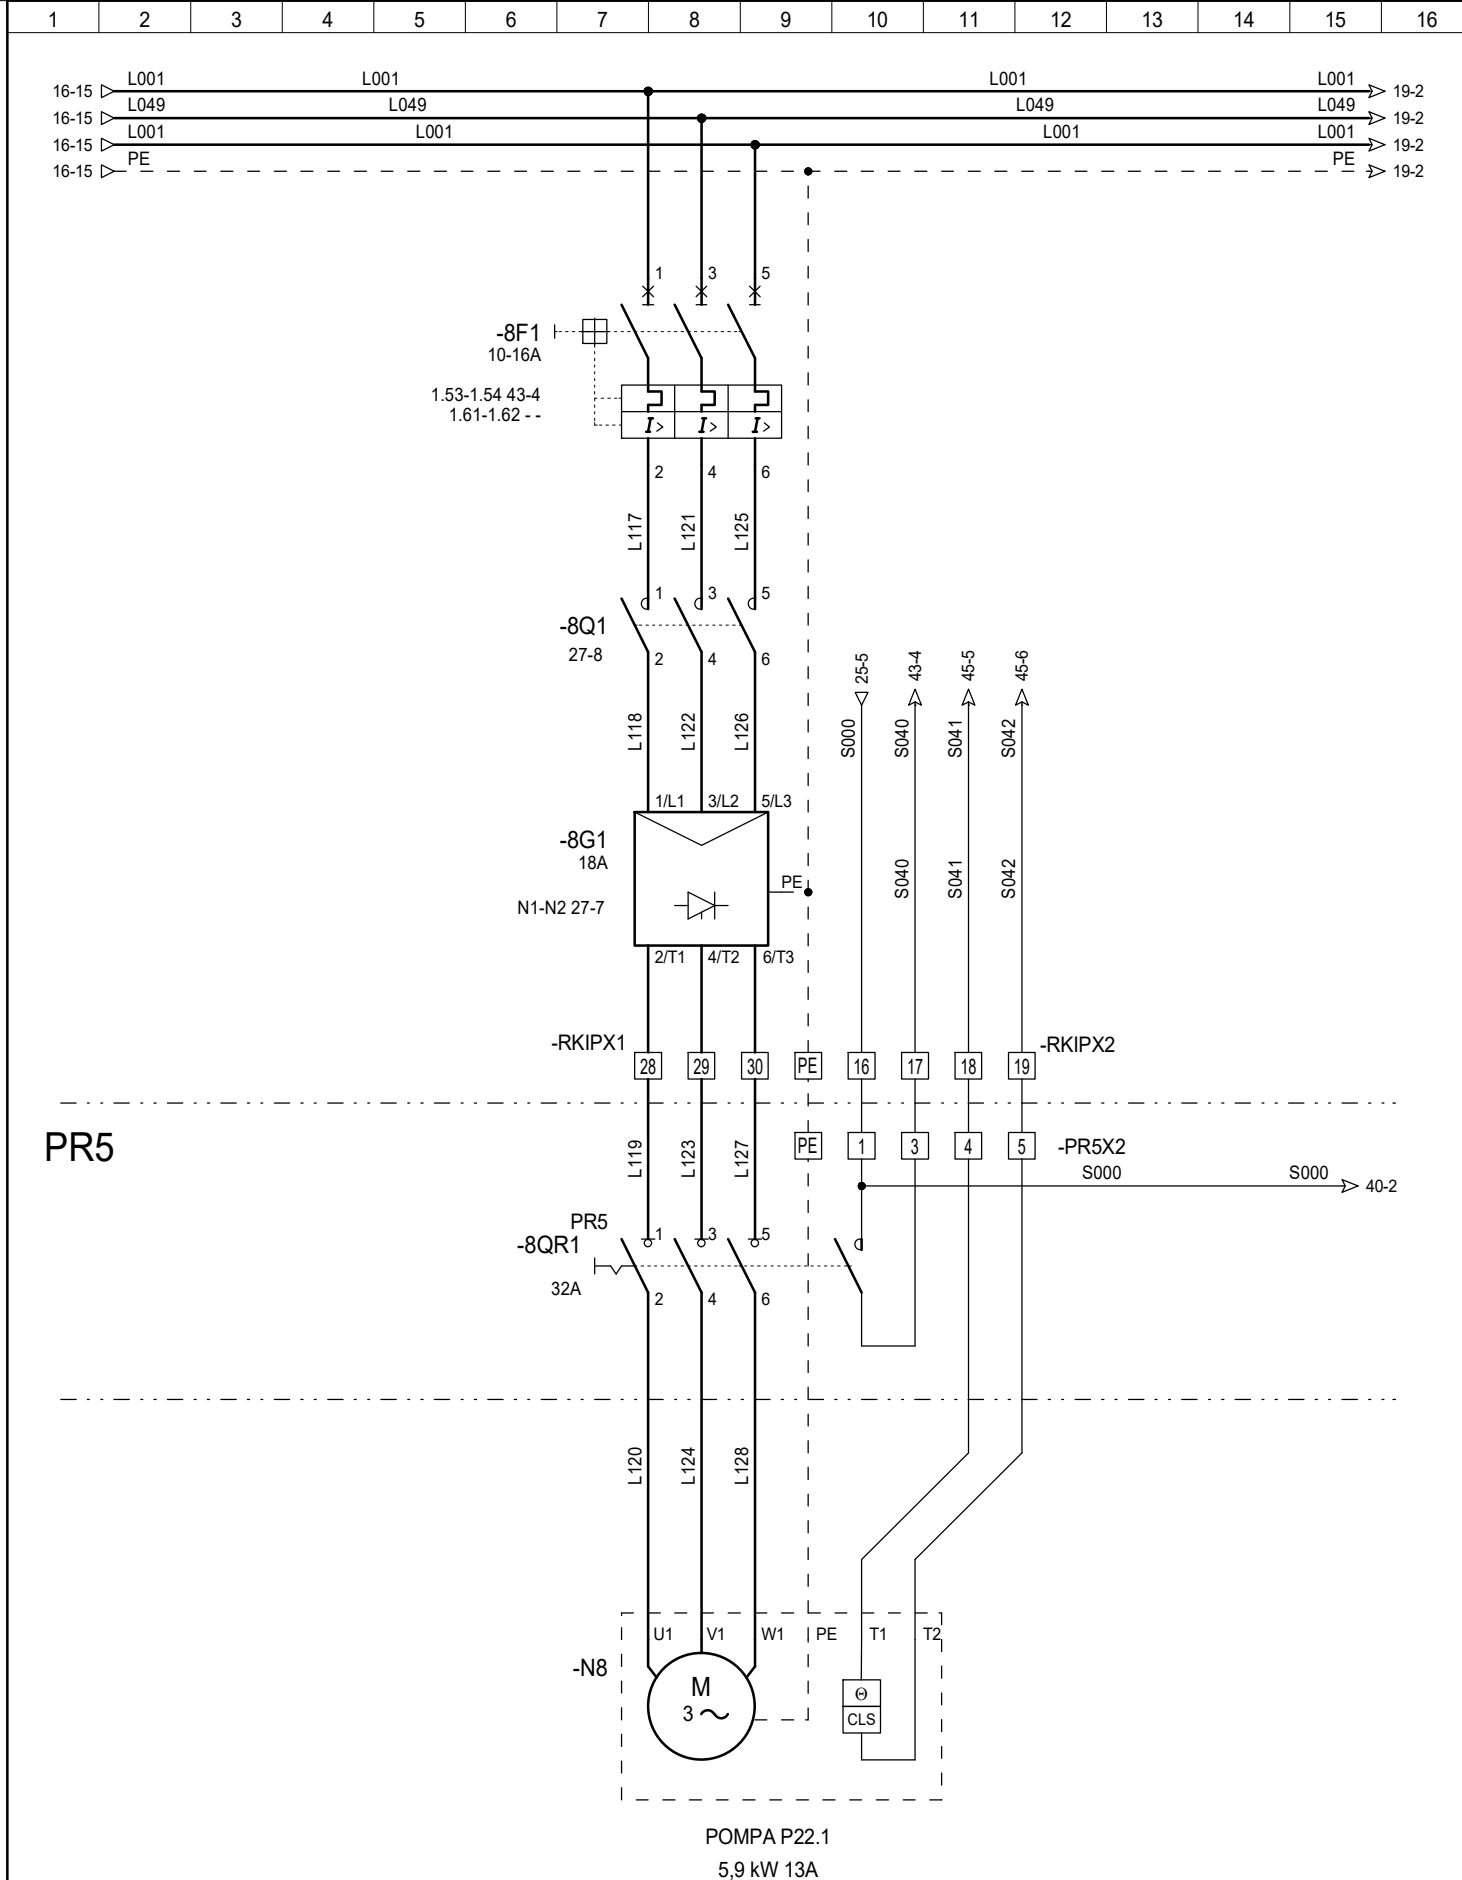 1 2 3 4 5 6 7 8 9 10 11 12 13 14 15 16
L001 L001 L001 L001
16-15 19-2
L049 L049 L049 L049
16-15 19-2
L001 L001 L001 L001
16-15 19-2
PE PE
16-15 19-2
1 3 5
-8F1
10-16A
1.53-1.54 43-4
1.61-1.62 - -
I> I> I>
2 4 6
L117 L121 L125
1 3 5
-8Q1
27-8
2 4 6
25-5 43-4 45-5 45-6
L118 L122 L126
S000 S040 S041 S042
1/L1 3/L2 5/L3
-8G1
18A
PE
S040 S041 S042
N1-N2 27-7
2/T1 4/T2 6/T3
-RKIPX1 -RKIPX2
28 29 30 PE 16 17 18 19
PR5
L119 L123 L127
PE 1 3 4 5 -PR5X2
S000 S000
40-2
PR5
1 3 5
-8QR1
32A
2 4 6
L120 L124 L128
U1 V1 W1 PE T1 T2
-N8
M
3
Θ
CLS
POMPA P22.1
5,9 kW 13A